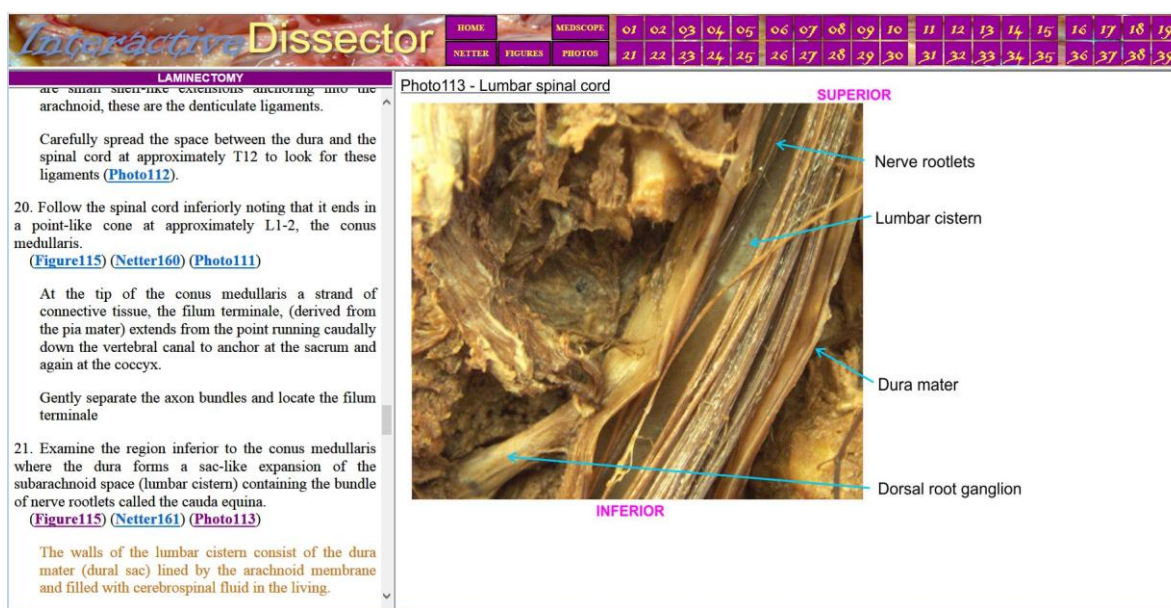 Interactive Dissector
HOME MEDSCOPE 01 02 03 04 05 06 07 08 09 10 11 12 13 14 15 16 17 18 19
NETTER FIGURES PHOTOS 21 22 23 24 25 26 27 28 29 30 31 32 33 34 35 36 37 38 39
LAMINECTOMY
are small shelf-like extensions anchoring into the
arachnoid, these are the denticulate ligaments.
Carefully spread the space between the dura and the
spinal cord at approximately T12 to look for these
ligaments (Photo112).
20. Follow the spinal cord inferiorly noting that it ends in
a point-like cone at approximately L1-2, the conus
medullaris.
(Figure115) (Netter160) (Photo111)
At the tip of the conus medullaris a strand of
connective tissue, the filum terminale, (derived from
the pia mater) extends from the point running caudally
down the vertebral canal to anchor at the sacrum and
again at the coccyx.
Gently separate the axon bundles and locate the filum
terminale
21. Examine the region inferior to the conus medullaris
where the dura forms a sac-like expansion of the
subarachnoid space (lumbar cistern) containing the bundle
of nerve rootlets called the cauda equina.
(Figure115) (Netter161) (Photo113)
The walls of the lumbar cistern consist of the dura
mater (dural sac) lined by the arachnoid membrane
and filled with cerebrospinal fluid in the living.
Photo113 - Lumbar spinal cord
SUPERIOR
Nerve rootlets
Lumbar cistern
Dura mater
Dorsal root ganglion
INFERIOR